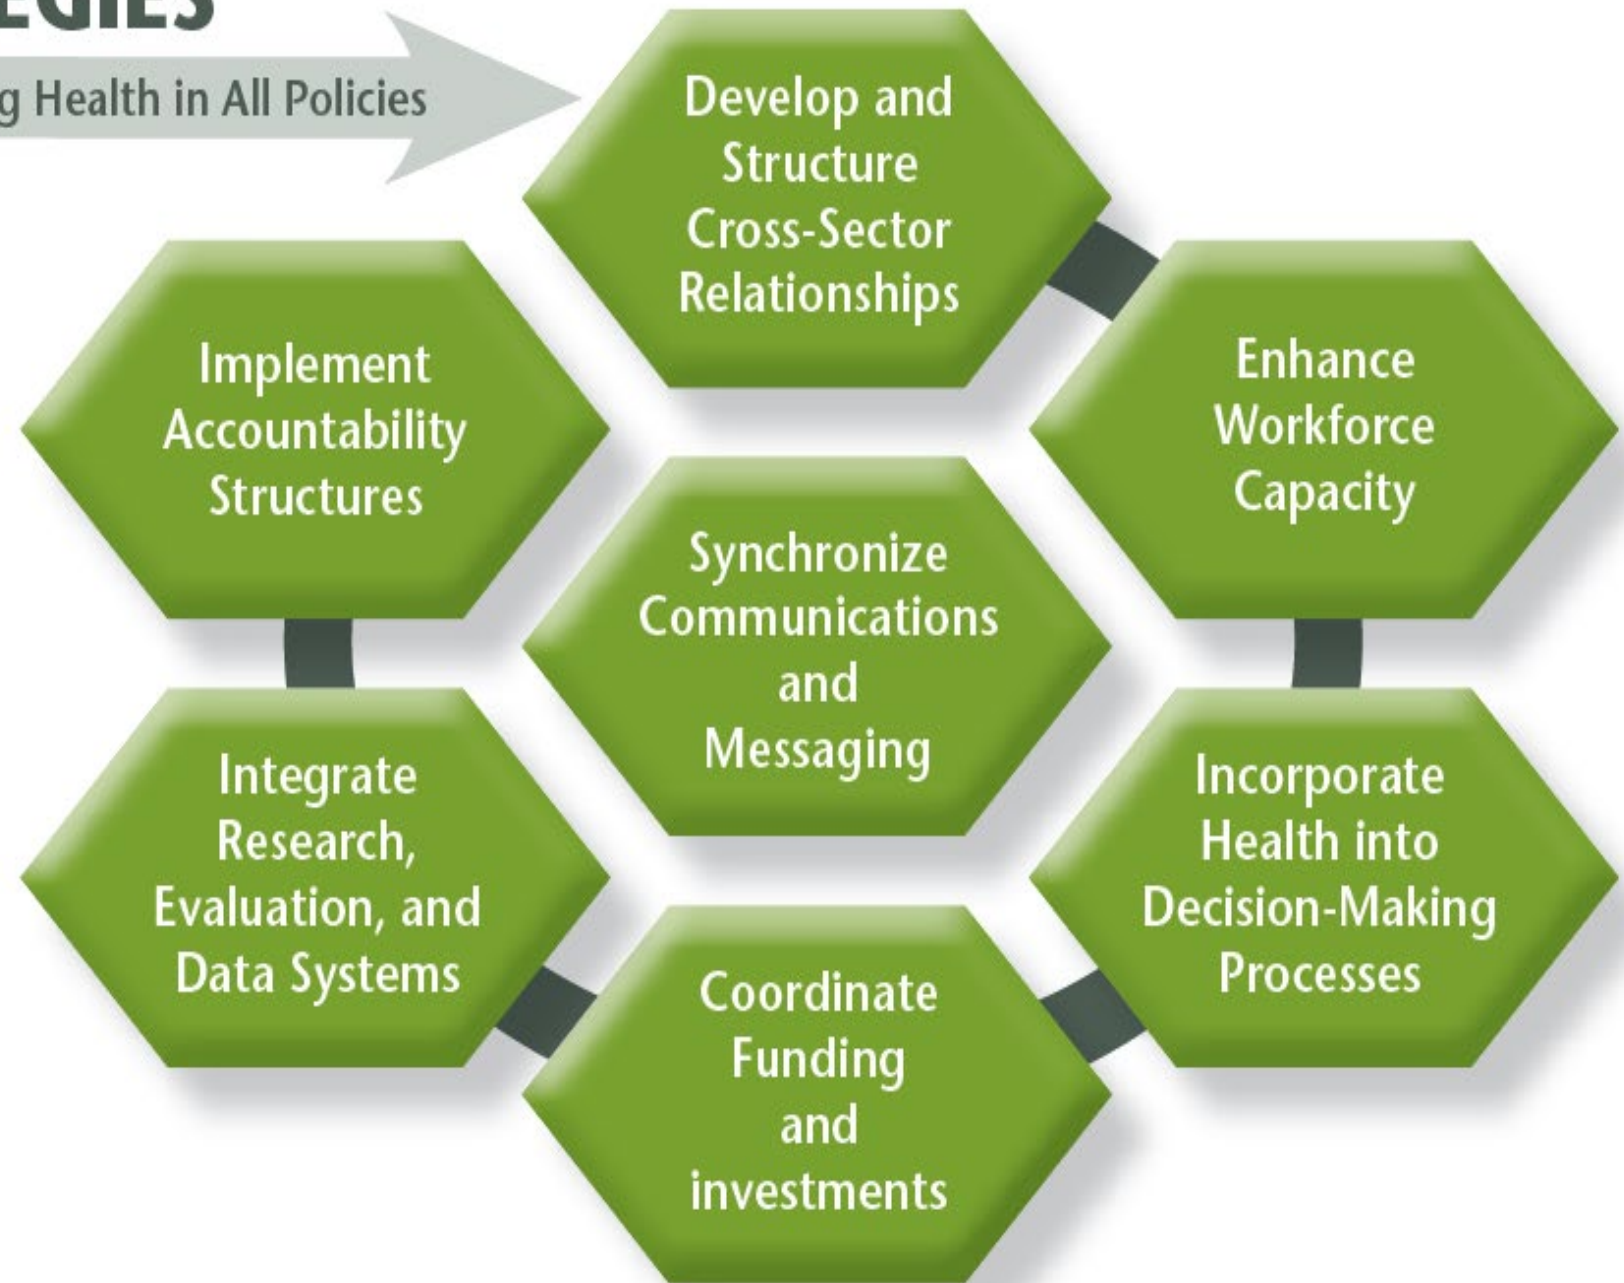 EGIES
g Health in All Policies
Develop and
Structure
Cross-Sector
Relationships
Enhance
Workforce
Capacity
Incorporate
Health into
Decision-Making
Processes
Coordinate
Funding
and
investments
Integrate
Research,
Evaluation, and
Data Systems
Implement
Accountability
Structures
Synchronize
Communications
and
Messaging